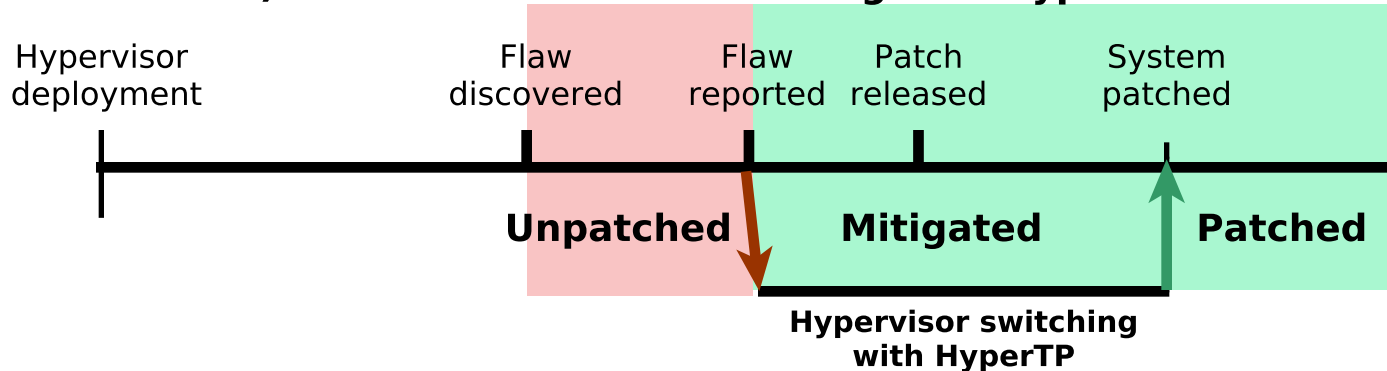 Hypervisor
deployment
Flaw
discovered
Flaw
reported
Patch
released
System
patched
Unpatched
Mitigated
Patched
Hypervisor switching
with HyperTP